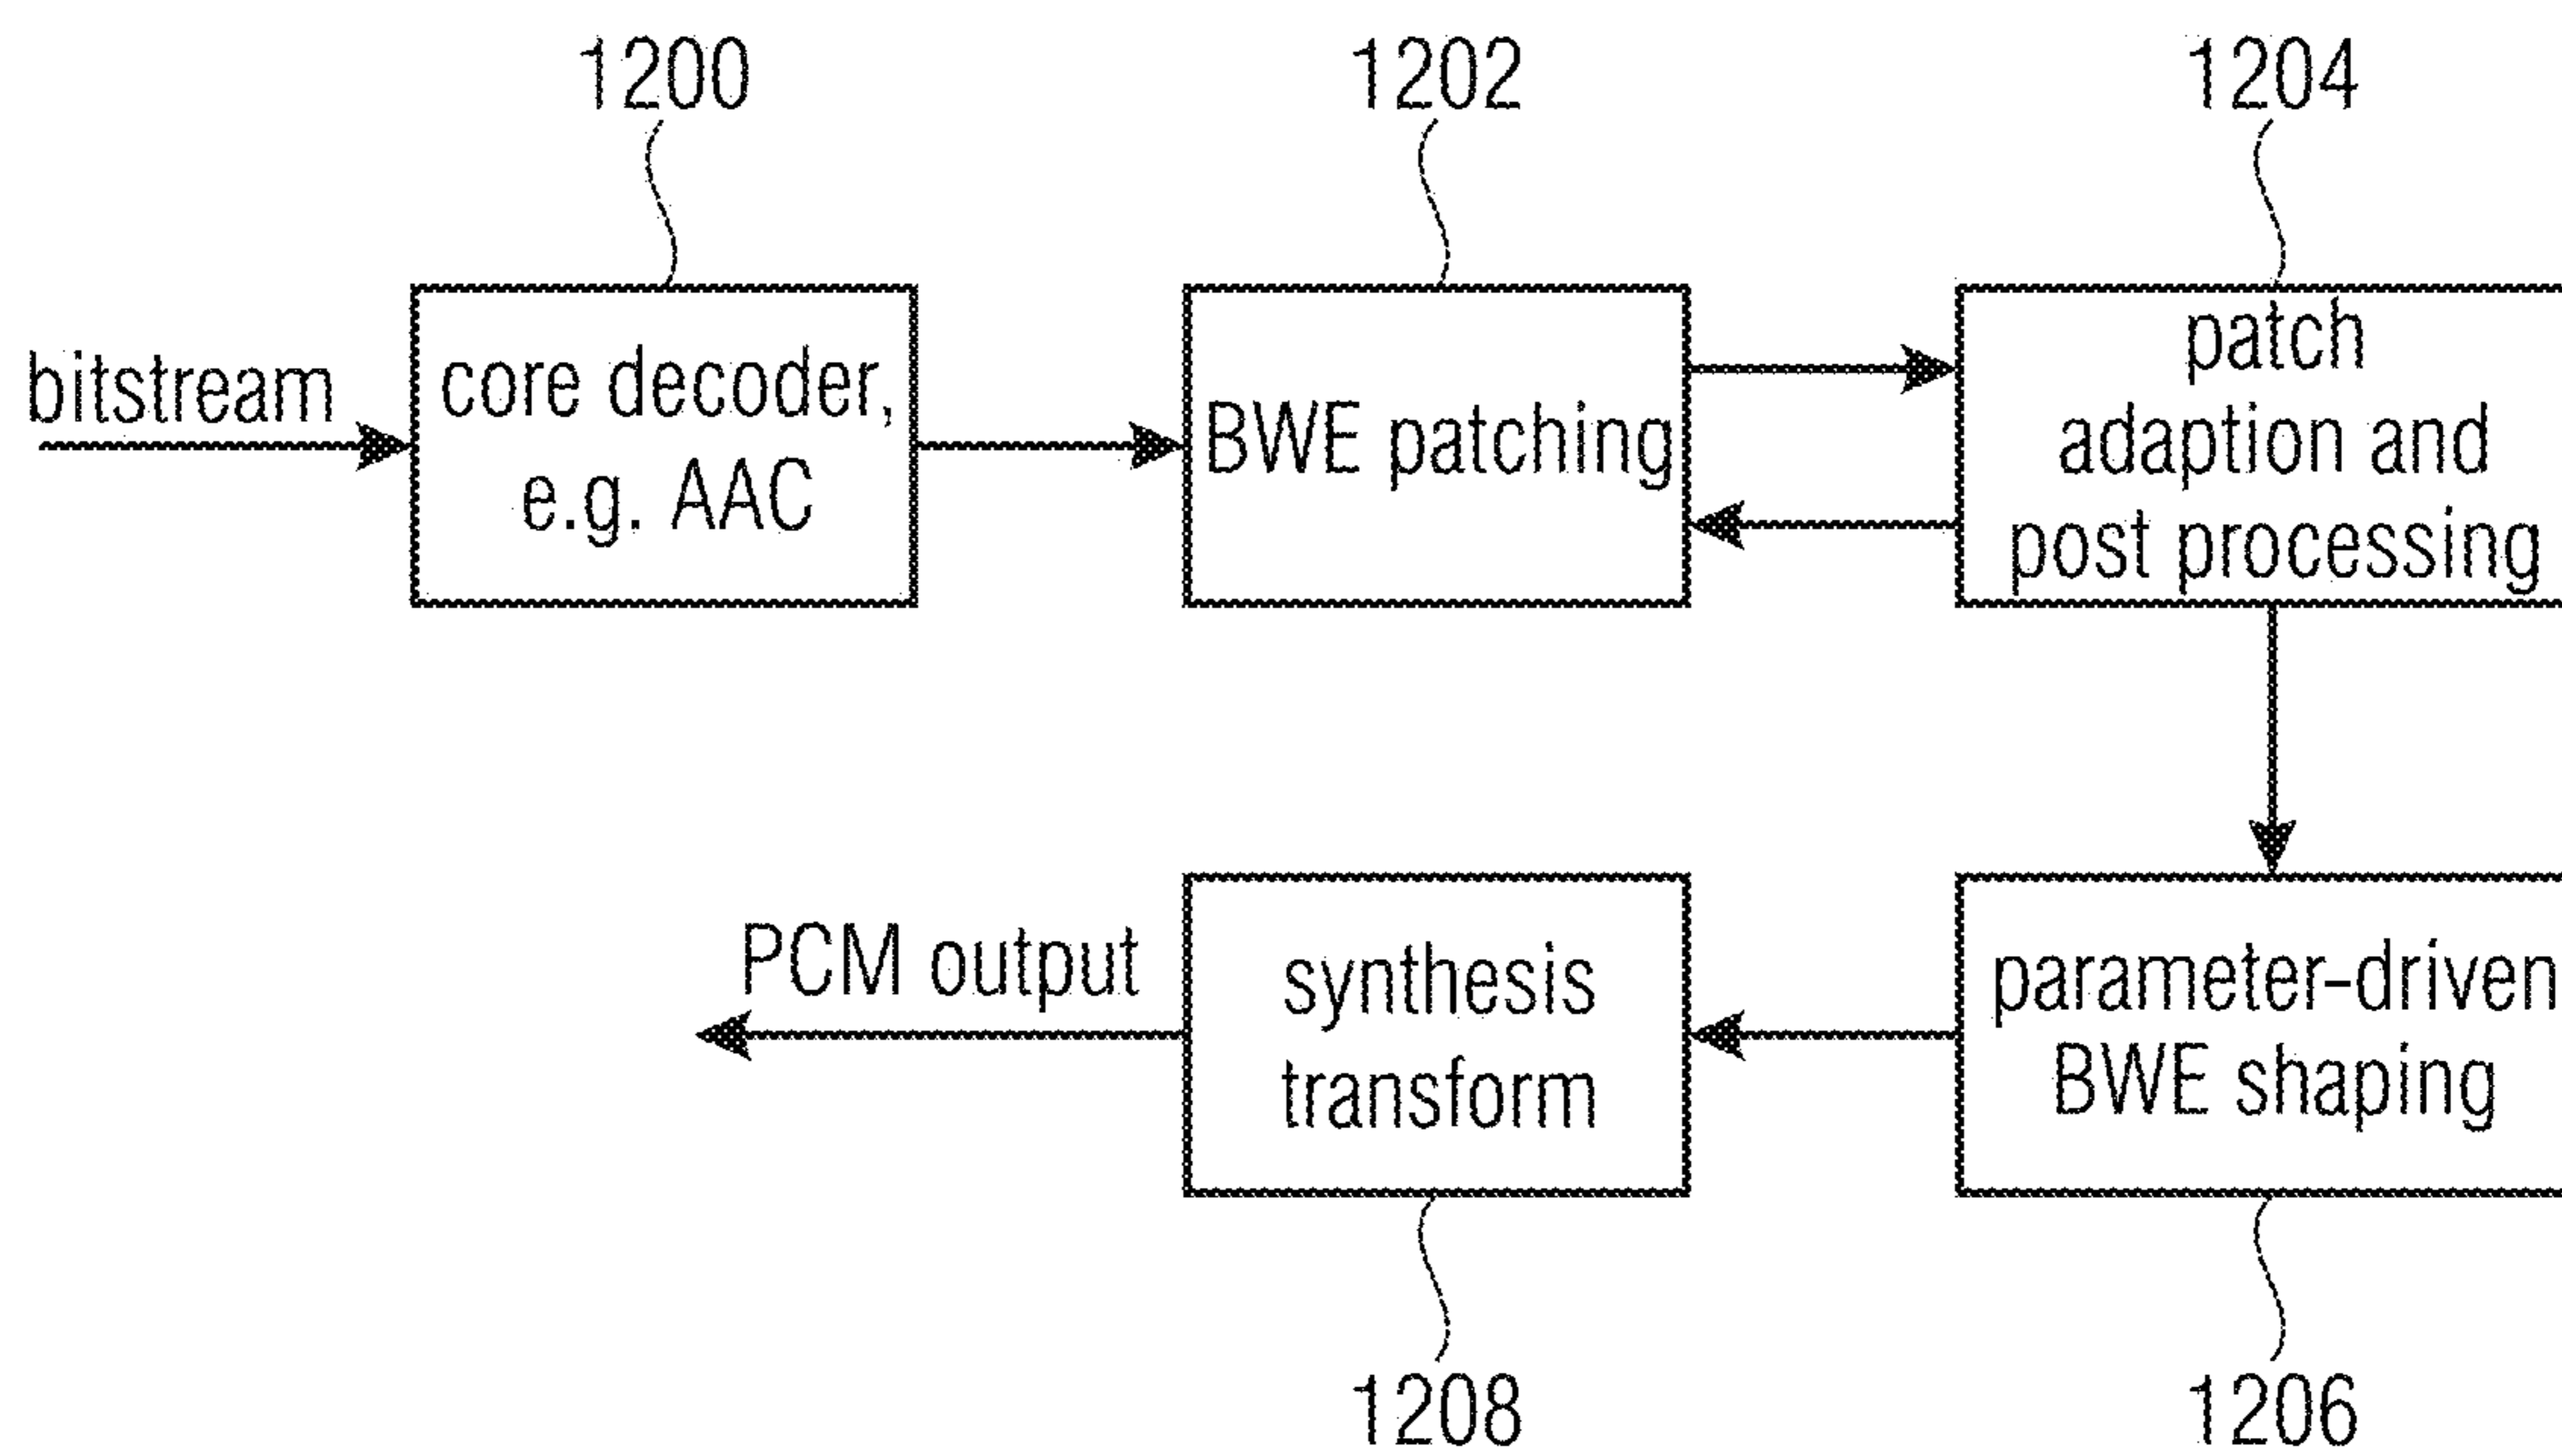 1200
1202
1204
bitstream
core decoder,
e.g. AAC
BWE patching
patch
adaption and
post processing
PCM output
synthesis
transform
parameter-driven
BWE shaping
1208
1206